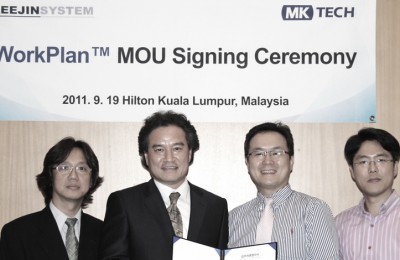 EEJINSYSTEM
MK TECH
WorkPlan™ MOU Signing Ceremony
2011. 9. 19 Hilton Kuala Lumpur, Malaysia